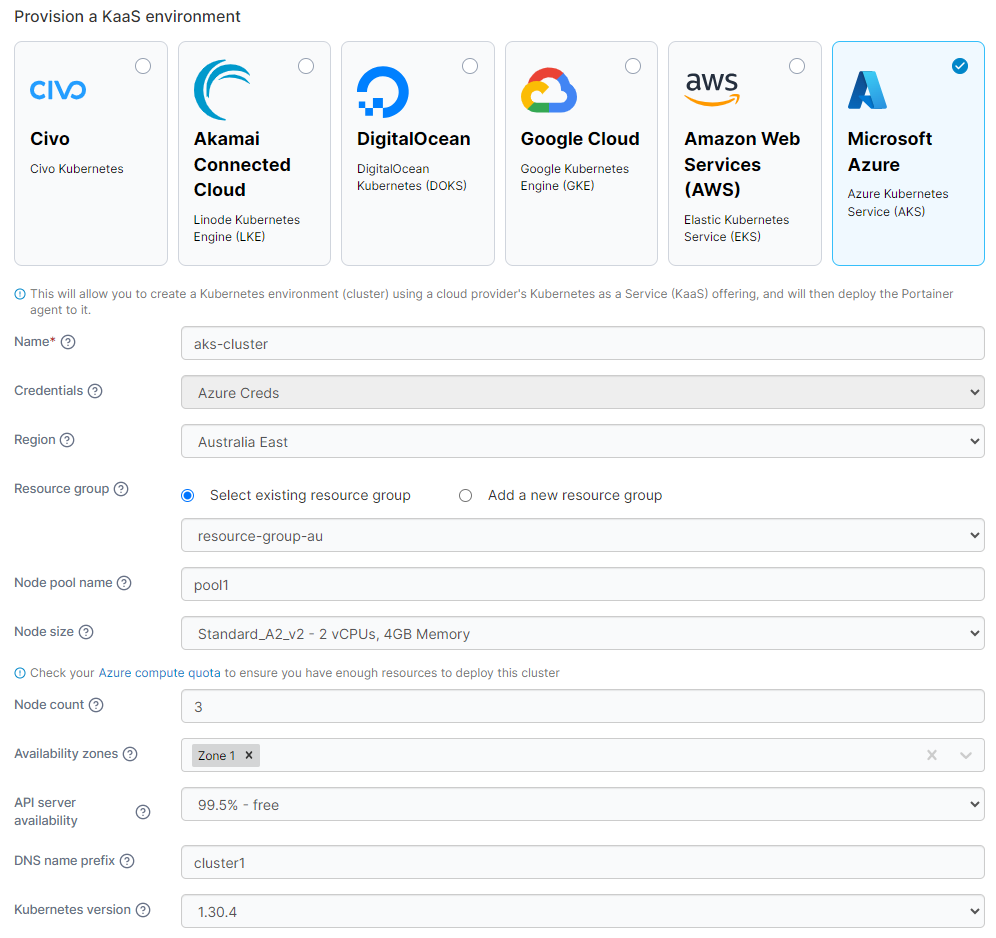 Provision a KaaS environment
CIVO
Civo
Civo Kubernetes
Akamai
Connected
Cloud
Linode Kubernetes
Engine (LKE)
DigitalOcean
DigitalOcean
Kubernetes (DOKS)
Google Cloud
Google Kubernetes
Engine (GKE)
aws
Amazon Web
Services
(AWS)
Elastic Kubernetes
Service (EKS)
Microsoft
Azure
Azure Kubernetes
Service (AKS)
This will allow you to create a Kubernetes environment (cluster) using a cloud provider's Kubernetes as a Service (KaaS) offering, and will then deploy the Portainer
agent to it.
Name*
aks-cluster
Credentials
Azure Creds
Region
Australia East
Resource group
Select existing resource group
Add a new resource group
resource-group-au
Node pool name
pool1
Node size
Standard_A2_v2 - 2 vCPUs, 4GB Memory
Check your Azure compute quota to ensure you have enough resources to deploy this cluster
Node count
3
Availability zones
Zone 1
API server
availability
99.5% - free
DNS name prefix
cluster1
Kubernetes version
1.30.4